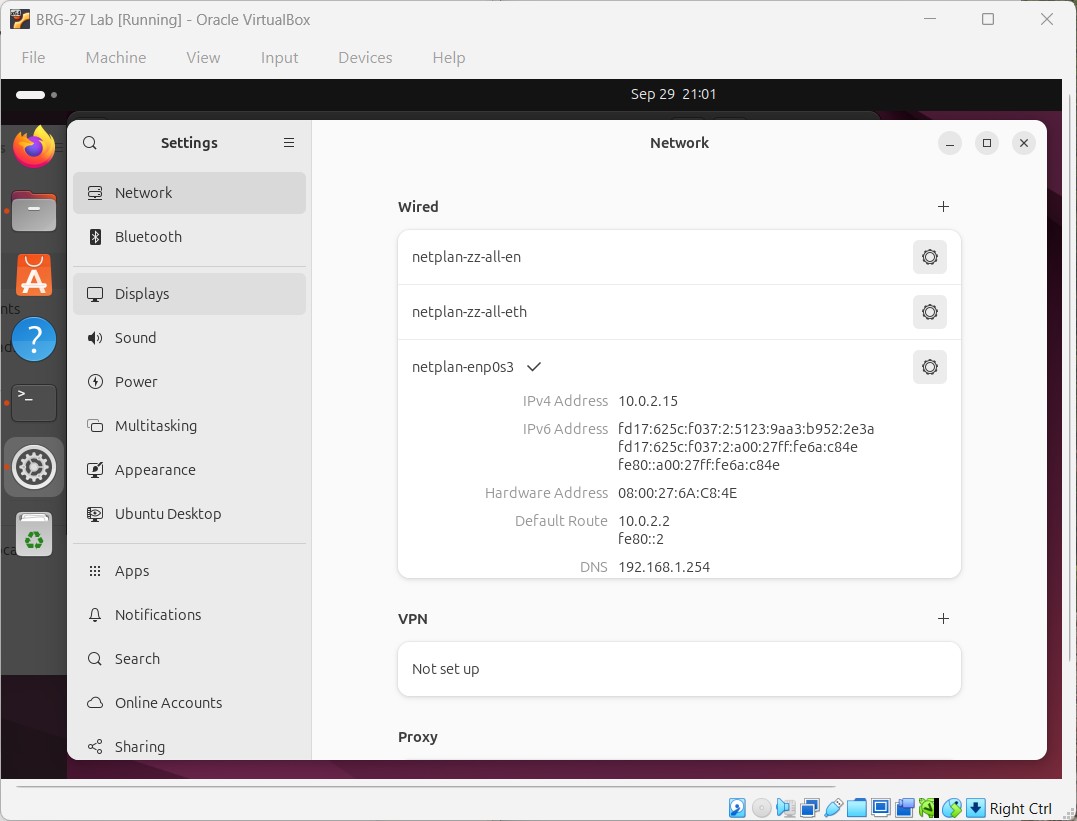 BRG-27 Lab [Running] - Oracle VirtualBox
File Machine View Input Devices Help
Sep 29 21:01
Settings
Network
Network
Bluetooth
Displays
Sound
Power
Multitasking
Appearance
Ubuntu Desktop
Apps
Notifications
Search
Online Accounts
Sharing
Wired
netplan-zz-all-en
netplan-zz-all-eth
netplan-enp0s3
IPv4 Address 10.0.2.15
IPv6 Address fd17:625c:f037:2:5123:9aa3:b952:2e3a
fd17:625c:f037:2:a00:27ff:fe6a:c84e
fe80::a00:27ff:fe6a:c84e
Hardware Address 08:00:27:6A:C8:4E
Default Route 10.0.2.2
fe80::2
DNS 192.168.1.254
VPN
Not set up
Proxy
Right Ctrl